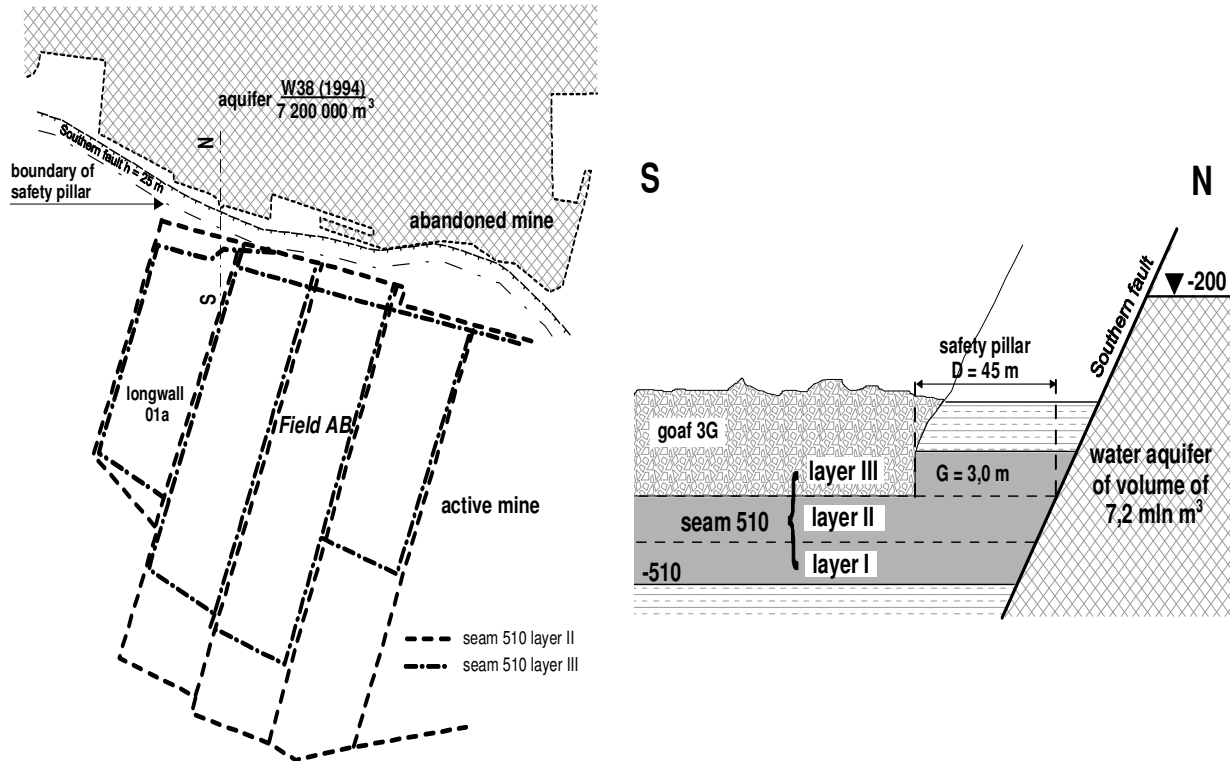 aquifer W38 (1994)
7 200 000 m³
N
Southern fault h = 25 m
boundary of
safety pillar
abandoned mine
S
longwall
01a
Field AB
active mine
seam 510 layer II
seam 510 layer III
S
N
-200
Southern fault
safety pillar
D = 45 m
goaf 3G
layer III
G = 3,0 m
water aquifer
of volume of
7,2 mln m³
seam 510
layer II
layer I
-510